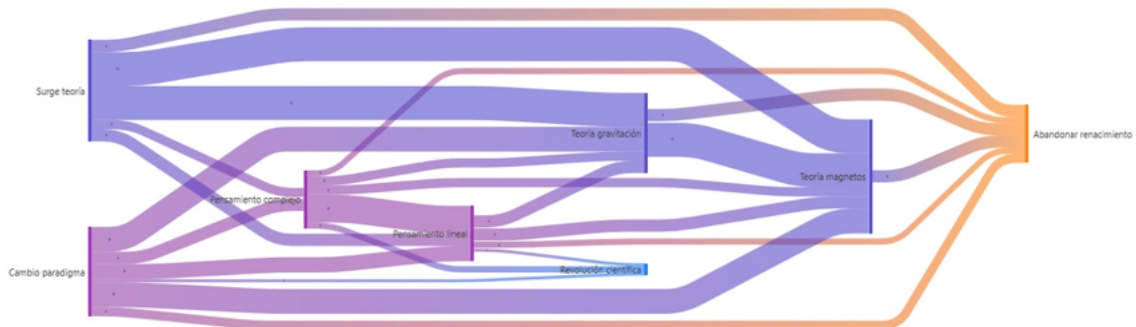 Surge teoría
Teoría gravitación
Abandonar renacimiento
Teoría magnetos
Pensamiento complejo
Pensamiento lineal
Revolución científica
Cambio paradigma